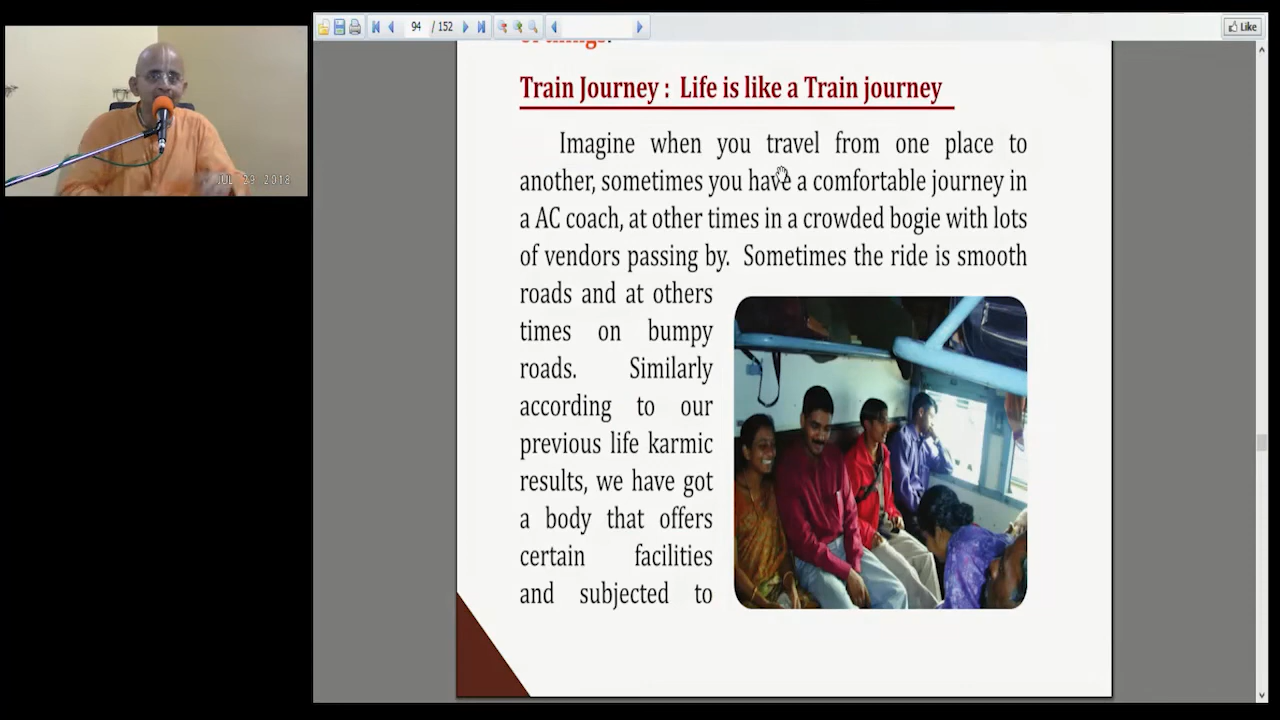 94 / 152
Like
JUL 29 2018
of things.
Train Journey : Life is like a Train journey
Imagine when you travel from one place to
another, sometimes you have a comfortable journey in
a AC coach, at other times in a crowded bogie with lots
of vendors passing by. Sometimes the ride is smooth
roads and at others
times on bumpy
roads. Similarly
according to our
previous life karmic
results, we have got
a body that offers
certain facilities
and subjected to